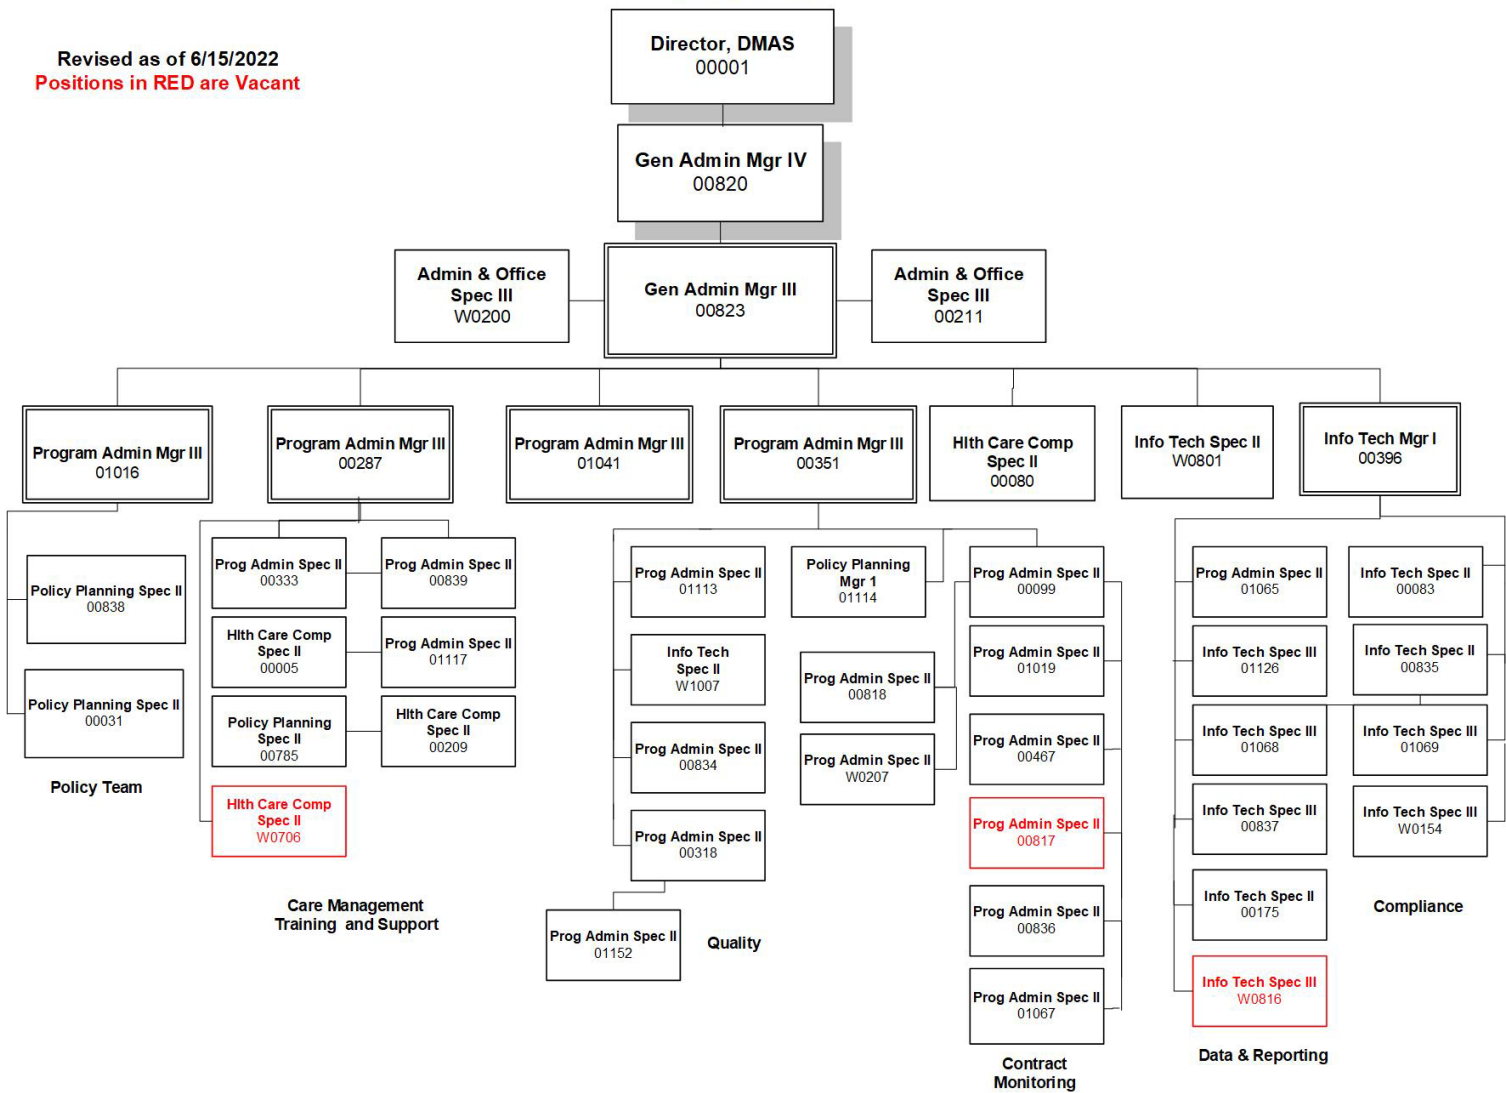 Revised as of 6/15/2022
Positions in RED are Vacant
Director, DMAS
00001
Gen Admin Mgr IV
00820
Admin & Office
Spec III
W0200
Gen Admin Mgr III
00823
Admin & Office
Spec III
00211
Program Admin Mgr III
01016
Program Admin Mgr III
00287
Program Admin Mgr III
01041
Program Admin Mgr III
00351
Hlth Care Comp
Spec II
00080
Info Tech Spec II
W0801
Info Tech Mgr I
00396
Policy Planning Spec II
00838
Policy Planning Spec II
00031
Policy Team
Prog Admin Spec II
00333
Prog Admin Spec II
00839
Hlth Care Comp
Spec II
00005
Prog Admin Spec II
01117
Policy Planning
Spec II
00785
Hlth Care Comp
Spec II
00209
Hlth Care Comp
Spec II
W0706
Care Management
Training and Support
Prog Admin Spec II
01113
Info Tech
Spec II
W1007
Prog Admin Spec II
00834
Prog Admin Spec II
00318
Prog Admin Spec II
01152
Quality
Policy Planning
Mgr 1
01114
Prog Admin Spec II
00818
Prog Admin Spec II
W0207
Prog Admin Spec II
00099
Prog Admin Spec II
01019
Prog Admin Spec II
00467
Prog Admin Spec II
00817
Prog Admin Spec II
00836
Prog Admin Spec II
01067
Contract
Monitoring
Prog Admin Spec II
01065
Info Tech Spec III
01126
Info Tech Spec III
01068
Info Tech Spec III
00837
Info Tech Spec II
00175
Info Tech Spec III
W0816
Data & Reporting
Info Tech Spec II
00083
Info Tech Spec II
00835
Info Tech Spec III
01069
Info Tech Spec III
W0154
Compliance